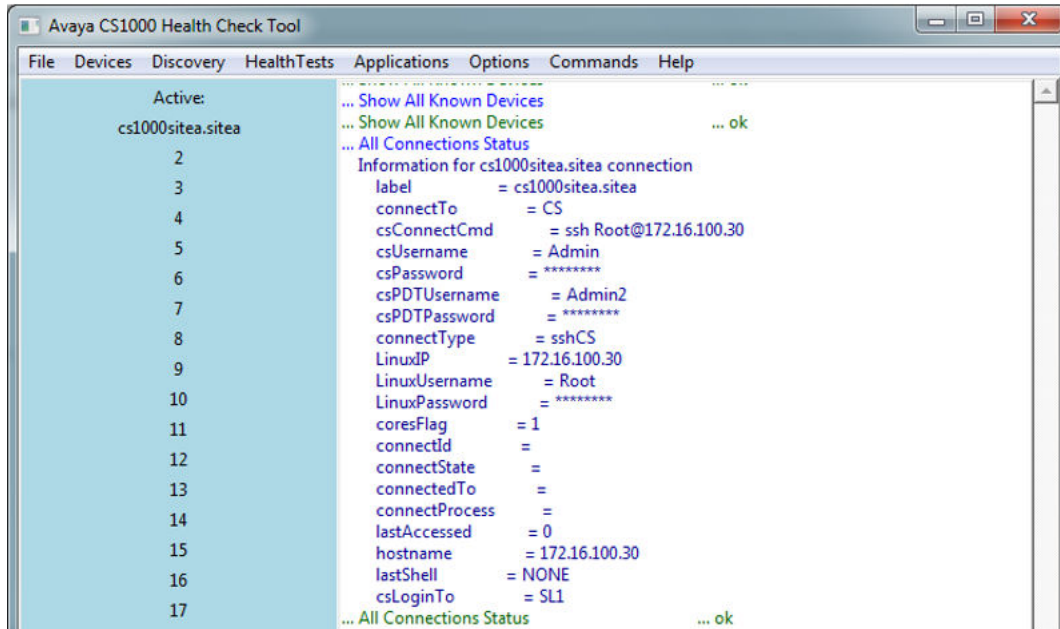 Avaya CS1000 Health Check Tool
File Devices Discovery HealthTests Applications Options Commands Help
Active:
cs1000sitea.sitea
2
3
4
5
6
7
8
9
10
11
12
13
14
15
16
17
... Show All Known Devices
... Show All Known Devices ... ok
... All Connections Status
Information for cs1000sitea.sitea connection
label = cs1000sitea.sitea
connectTo = CS
csConnectCmd = ssh Root@172.16.100.30
csUsername = Admin
csPassword = ********
csPDTUsername = Admin2
csPDTPassword = ********
connectType = sshCS
LinuxIP = 172.16.100.30
LinuxUsername = Root
LinuxPassword = ********
coresFlag = 1
connectId =
connectState =
connectedTo =
connectProcess =
lastAccessed = 0
hostname = 172.16.100.30
lastShell = NONE
csLoginTo = SL1
... All Connections Status ... ok